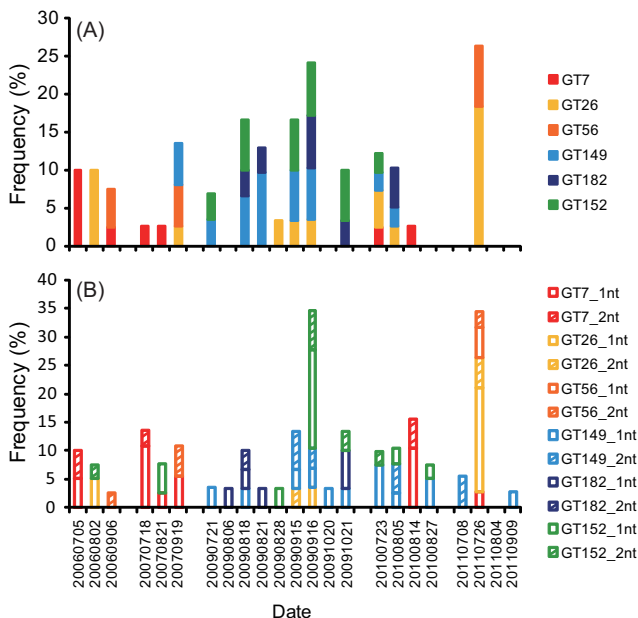 (A)
Frequency (%)
30
25
20
15
10
5
0
GT7
GT26
GT56
GT149
GT182
GT152
(B)
Frequency (%)
40
35
30
25
20
15
10
5
0
GT7_1nt
GT7_2nt
GT26_1nt
GT26_2nt
GT56_1nt
GT56_2nt
GT149_1nt
GT149_2nt
GT182_1nt
GT182_2nt
GT152_1nt
GT152_2nt
20060705
20060802
20060906
20070718
20070821
20070919
20090721
20090806
20090818
20090821
20090828
20090915
20090916
20091020
20091021
20100723
20100805
20100814
20100827
20110708
20110726
20110804
20110909
Date